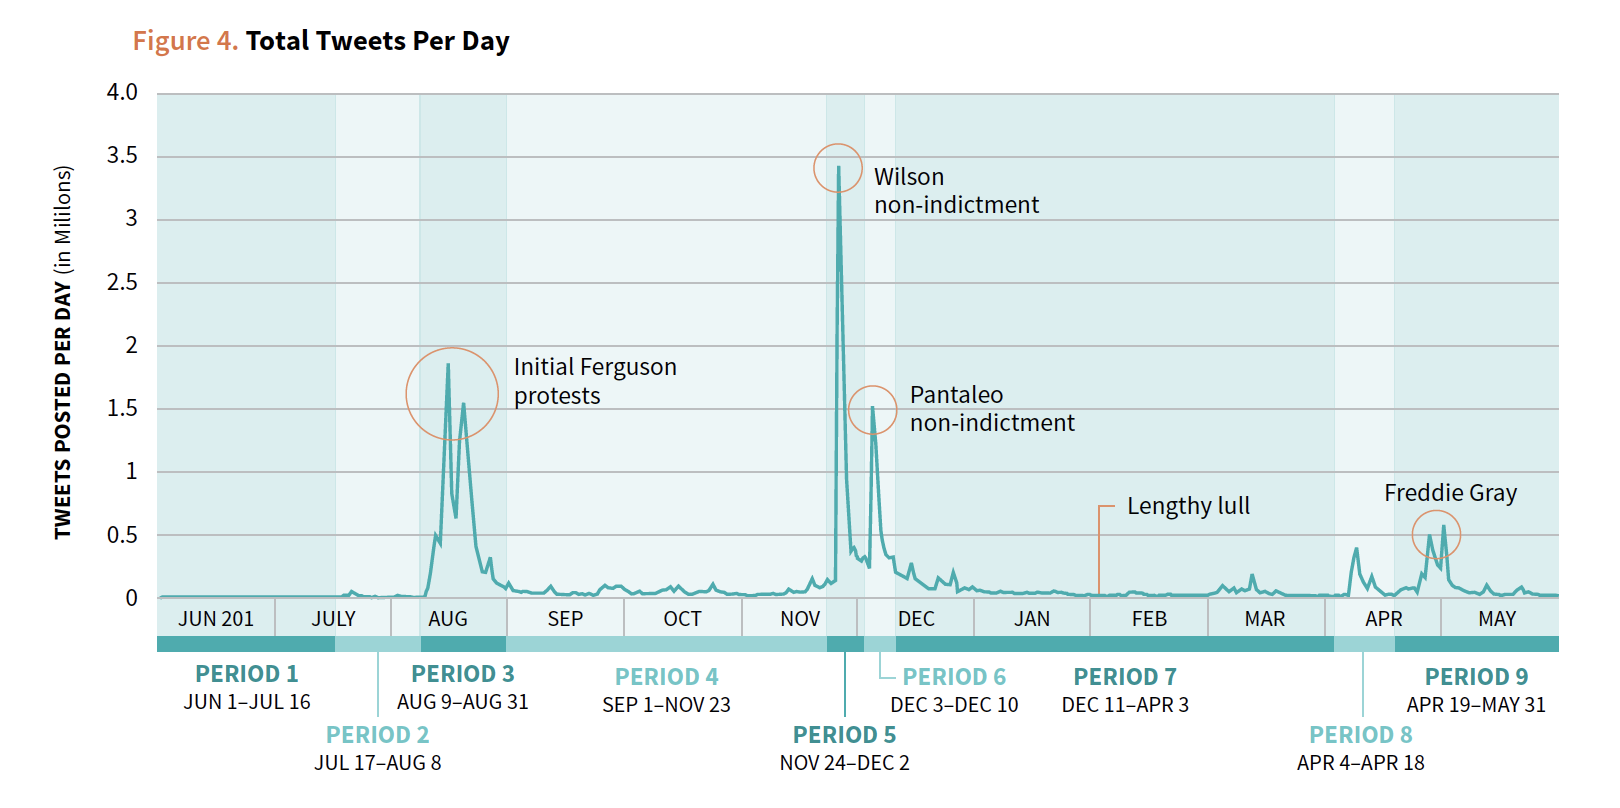 Figure 4. Total Tweets Per Day
TWEETS POSTED PER DAY (in Mililons)
4.0
3.5
3
2.5
2
1.5
1
0.5
0
Wilson
non-indictment
Initial Ferguson
protests
Pantaleo
non-indictment
Lengthy lull
Freddie Gray
JUN 201 JULY AUG SEP OCT NOV DEC JAN FEB MAR APR MAY
PERIOD 1
JUN 1–JUL 16
PERIOD 2
JUL 17–AUG 8
PERIOD 3
AUG 9–AUG 31
PERIOD 4
SEP 1–NOV 23
PERIOD 5
NOV 24–DEC 2
PERIOD 6
DEC 3–DEC 10
PERIOD 7
DEC 11–APR 3
PERIOD 8
APR 4–APR 18
PERIOD 9
APR 19–MAY 31